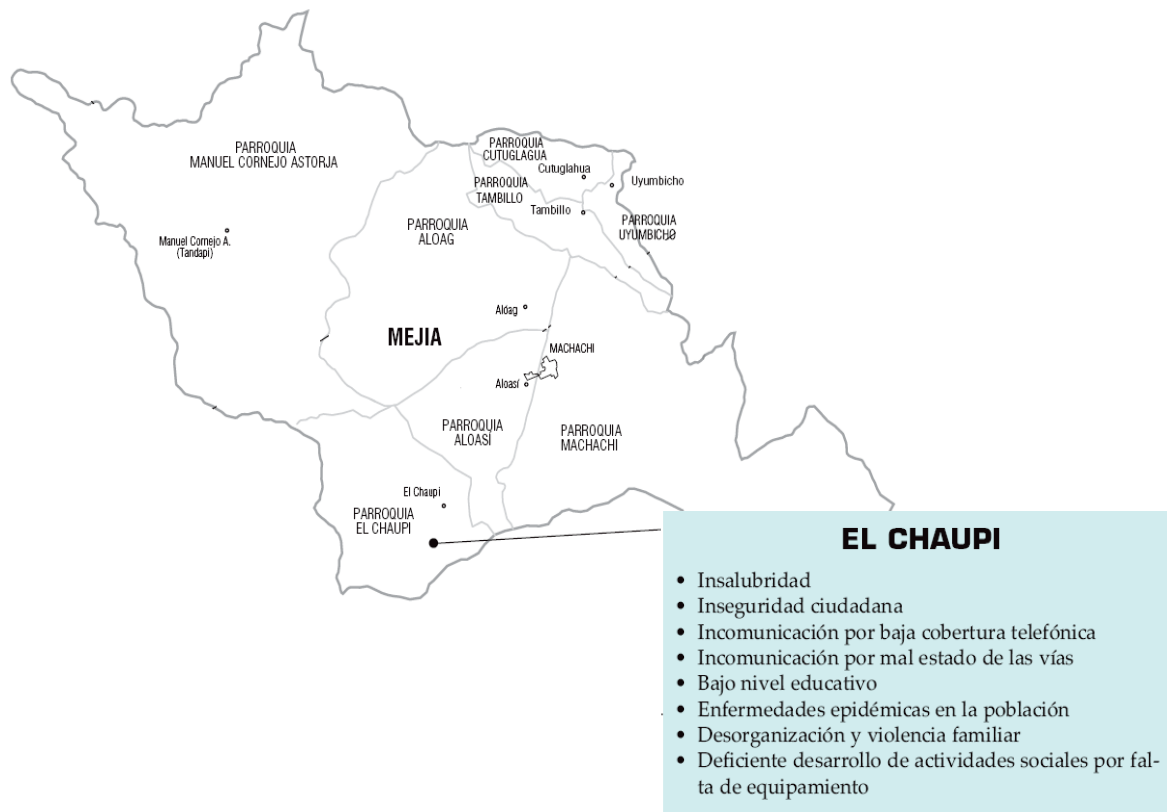 PARROQUIA
MANUEL CORNEJO ASTORJA
PARROQUIA
CUTUGLAGUA
Cutuglahua
Uyumbicho
PARROQUIA
TAMBILLO
Tambillo
PARROQUIA
UYUMBICHO
PARROQUIA
ALOAG
Manuel Cornejo A.
(Tandapi)
Alóag
MEJIA
MACHACHI
Aloasí
PARROQUIA
ALOASÍ
PARROQUIA
MACHACHI
El Chaupi
PARROQUIA
EL CHAUPI
EL CHAUPI
• Insalubridad
• Inseguridad ciudadana
• Incomunicación por baja cobertura telefónica
• Incomunicación por mal estado de las vías
• Bajo nivel educativo
• Enfermedades epidémicas en la población
• Desorganización y violencia familiar
• Deficiente desarrollo de actividades sociales por fal-
ta de equipamiento